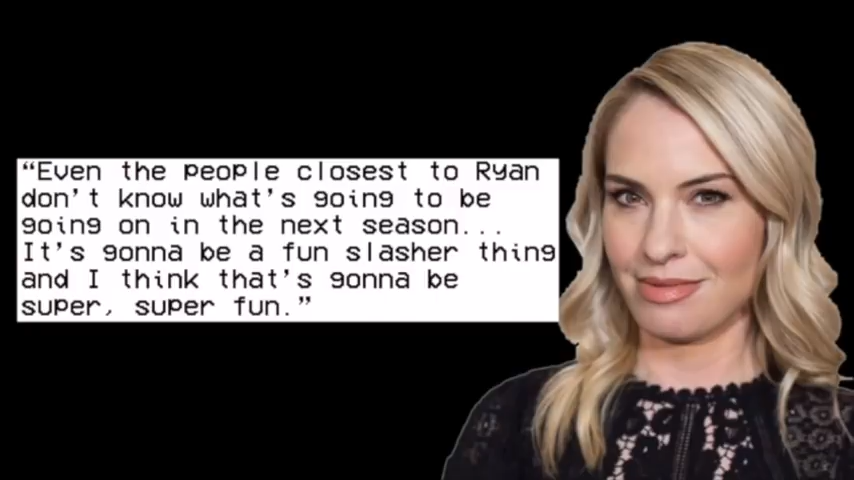 “Even the people closest to Ryan
don’t know what’s going to be
going on in the next season...
It’s gonna be a fun slasher thing
and I think that’s gonna be
super, super fun.”